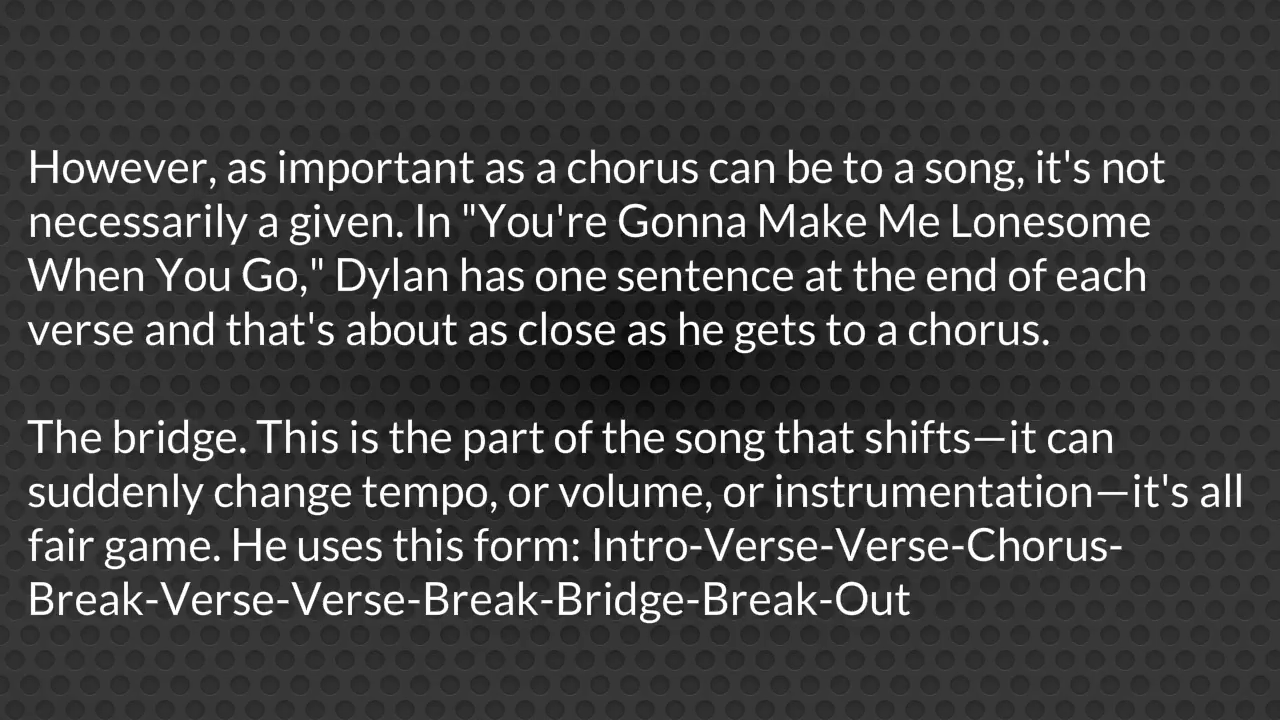 However, as important as a chorus can be to a song, it's not
necessarily a given. In "You're Gonna Make Me Lonesome
When You Go," Dylan has one sentence at the end of each
verse and that's about as close as he gets to a chorus.
The bridge. This is the part of the song that shifts—it can
suddenly change tempo, or volume, or instrumentation—it's all
fair game. He uses this form: Intro-Verse-Verse-Chorus-
Break-Verse-Verse-Break-Bridge-Break-Out